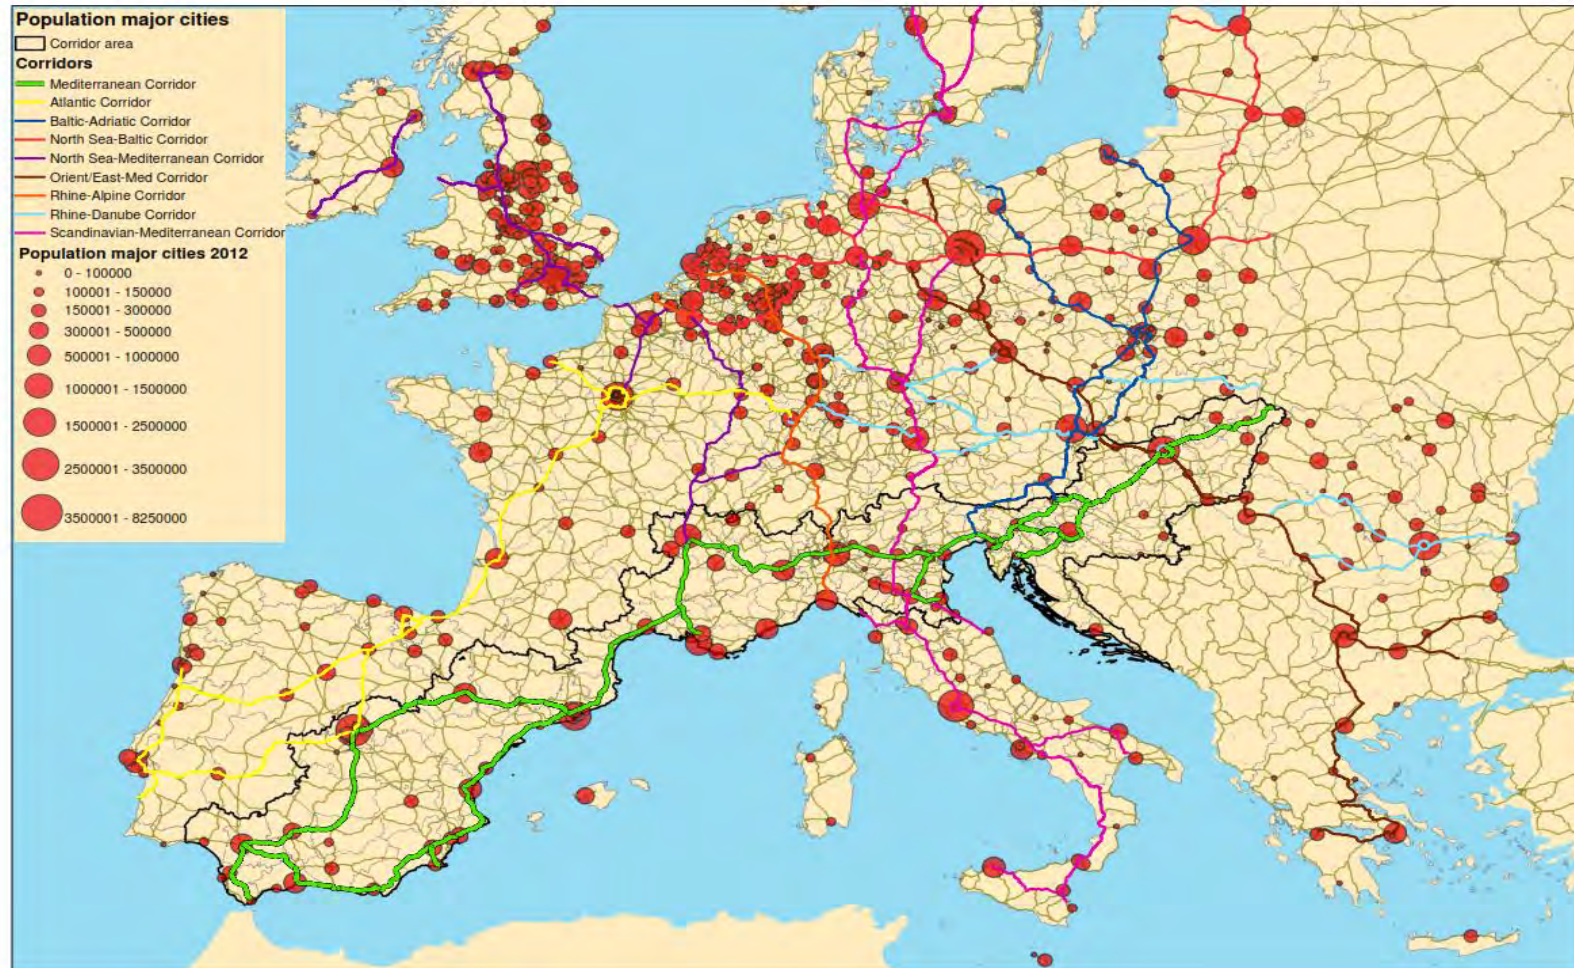 Population major cities
Corridor area
Corridors
Mediterranean Corridor
Atlantic Corridor
Baltic-Adriatic Corridor
North Sea-Baltic Corridor
North Sea-Mediterranean Corridor
Orient/East-Med Corridor
Rhine-Alpine Corridor
Rhine-Danube Corridor
Scandinavian-Mediterranean Corridor
Population major cities 2012
0 - 100000
100001 - 150000
150001 - 300000
300001 - 500000
500001 - 1000000
1000001 - 1500000
1500001 - 2500000
2500001 - 3500000
3500001 - 8250000